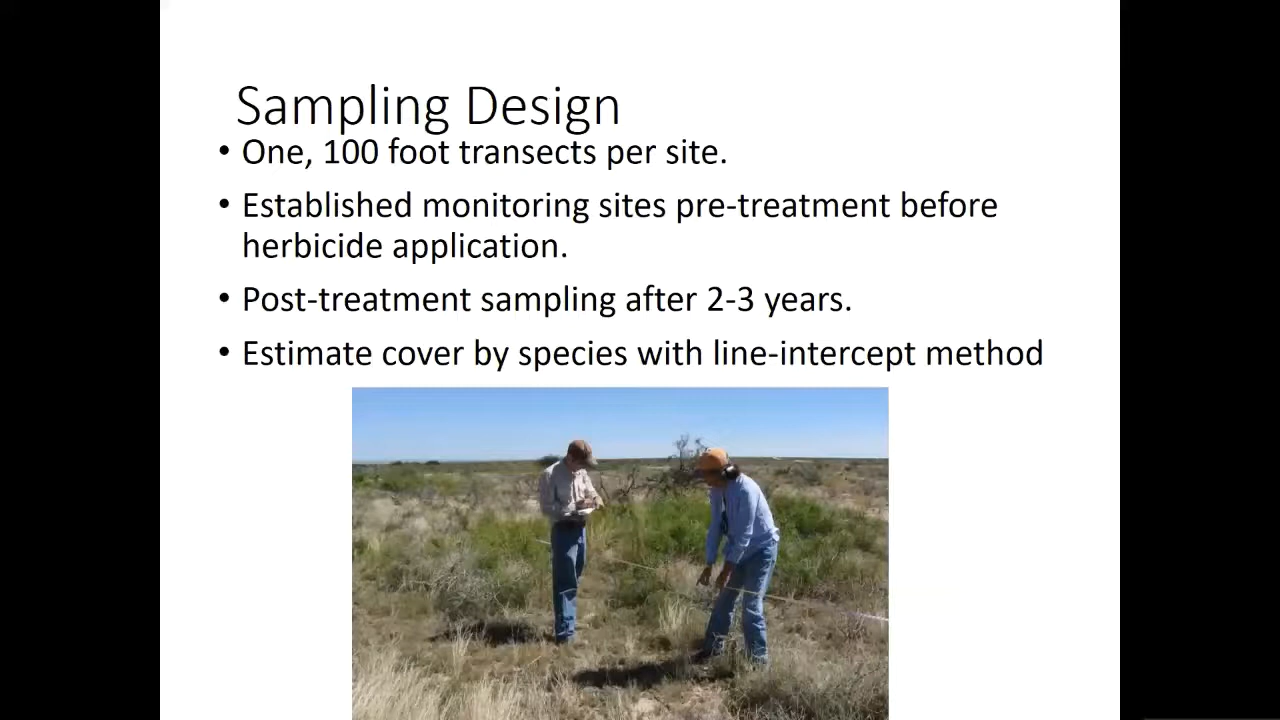 Sampling Design
• One, 100 foot transects per site.
• Established monitoring sites pre-treatment before
herbicide application.
• Post-treatment sampling after 2-3 years.
• Estimate cover by species with line-intercept method